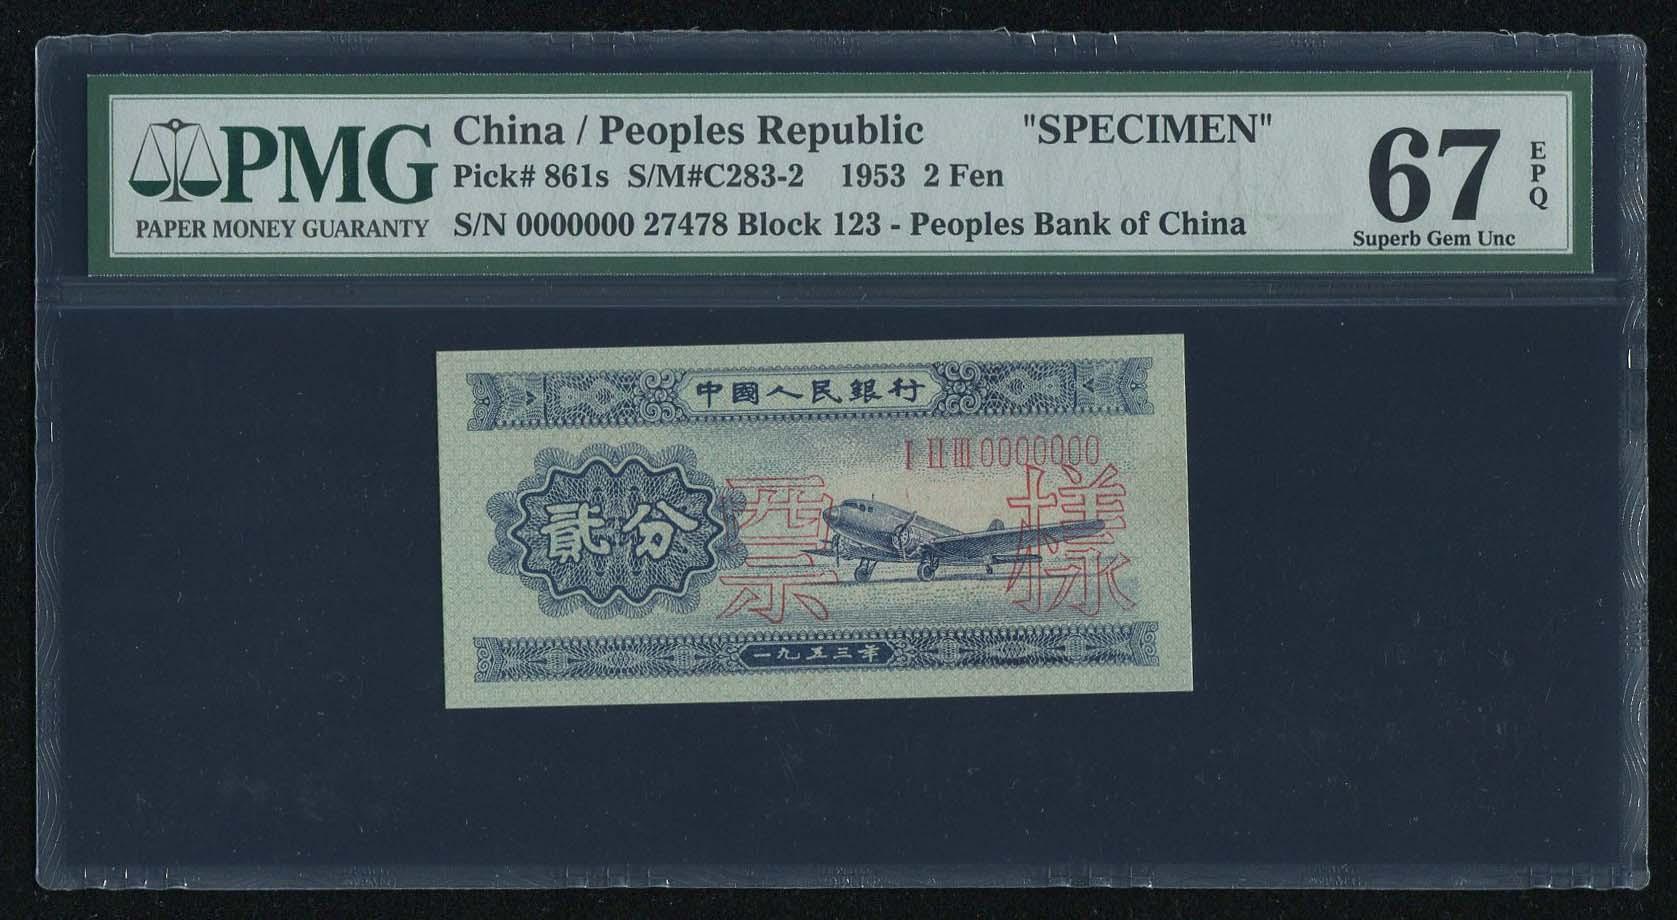 PMG
PAPER MONEY GUARANTY
China / Peoples Republic "SPECIMEN"
Pick# 861s S/M#C283-2 1953 2 Fen
S/N 0000000 27478 Block 123 - Peoples Bank of China
67
EPQ
Superb Gem Unc
中國人民銀行
I II III 0000000
貳分
票樣
一九五三年